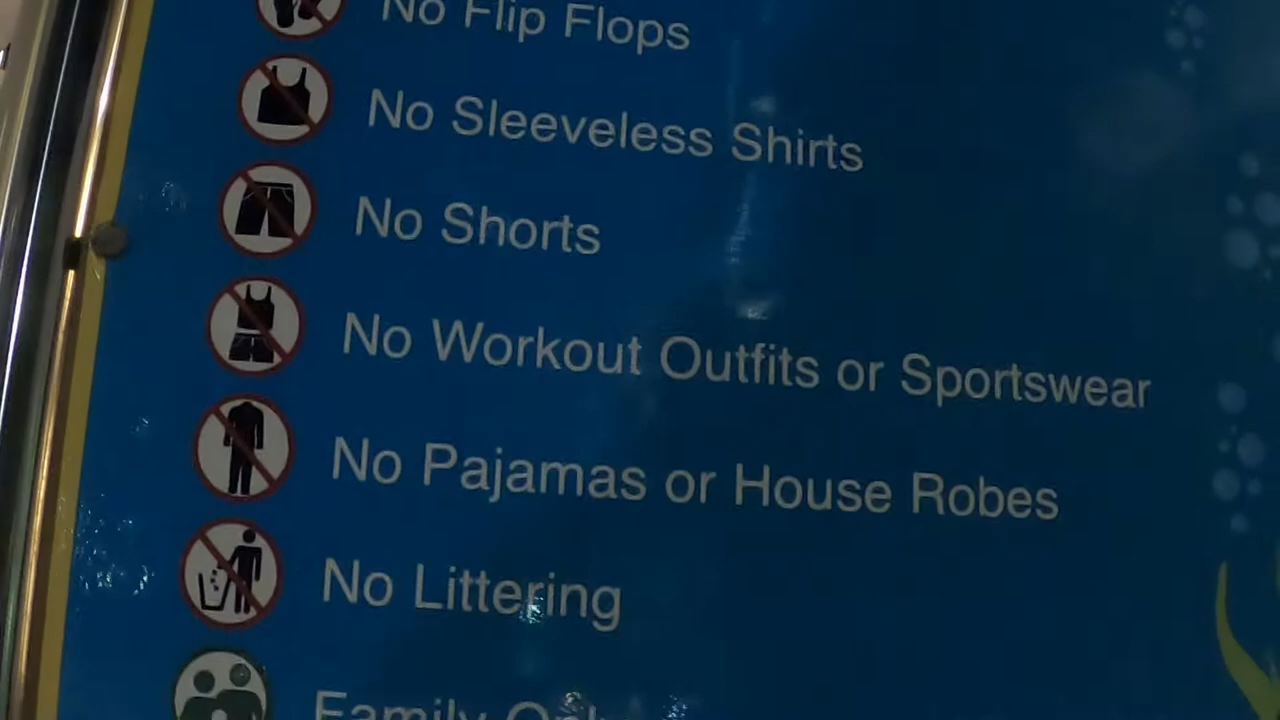 No Flip Flops
No Sleeveless Shirts
No Shorts
No Workout Outfits or Sportswear
No Pajamas or House Robes
No Littering
Family Only